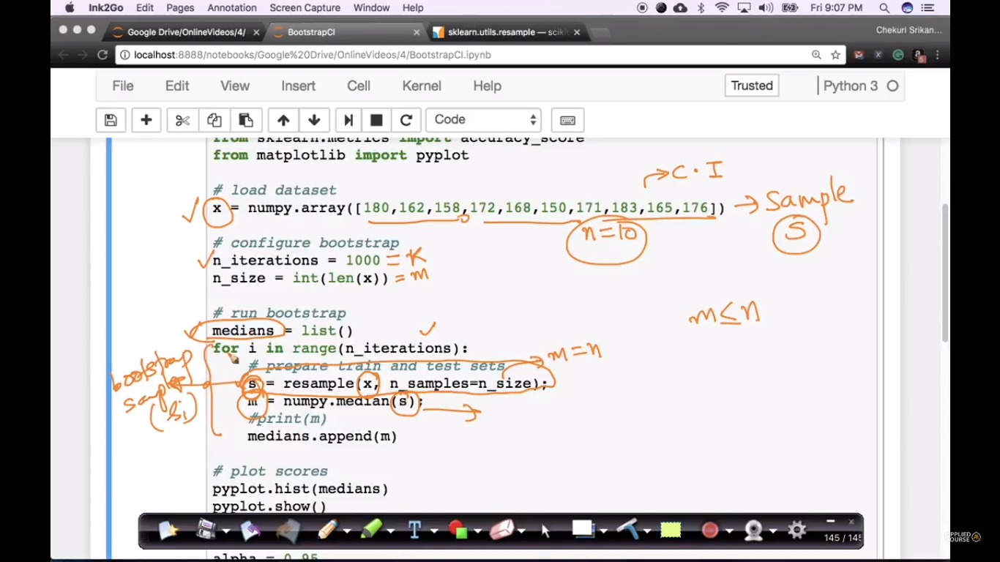 Ink2Go Edit Pages Annotation Screen Capture Window Help Fri 9:07 PM
Google Drive/OnlineVideos/4/ BootstrapCI sklearn.utils.resample — scikit Chekuri Srikan...
localhost:8888/notebooks/Google%20Drive/OnlineVideos/4/BootstrapCI.ipynb
File Edit View Insert Cell Kernel Help Trusted Python 3
Code
from sklearn.metrics import accuracy_score
from matplotlib import pyplot
C.I
# load dataset
x = numpy.array([180,162,158,172,168,150,171,183,165,176]) Sample
n=10 S
# configure bootstrap
n_iterations = 1000 = K
n_size = int(len(x)) = m
m≤n
# run bootstrap
medians = list()
for i in range(n_iterations):
# prepare train and test sets m=n
s = resample(x, n_samples=n_size);
m = numpy.median(s);
#print(m)
medians.append(m)
bootstrap
sample
(si)
# plot scores
pyplot.hist(medians)
pyplot.show()
145 / 145
alpha = 0.95
APPLIED
COURSE